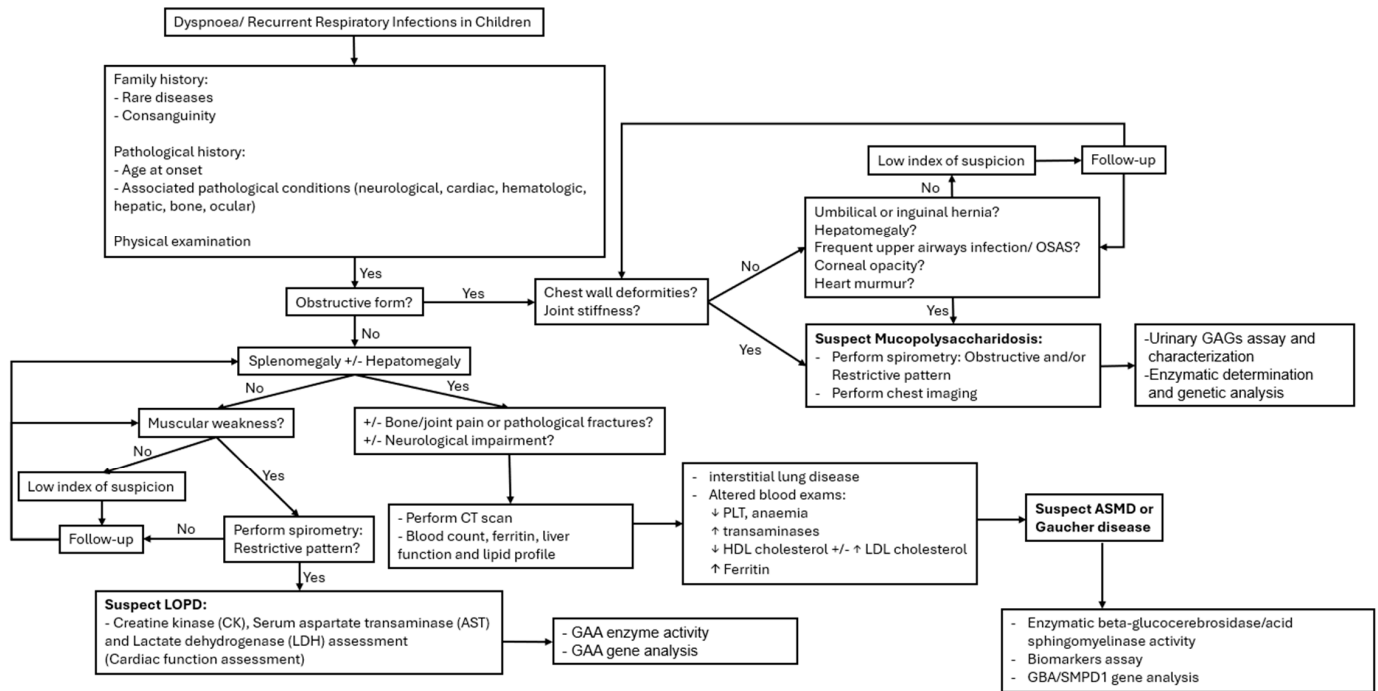 Dyspnoea/ Recurrent Respiratory Infections in Children
Family history:
- Rare diseases
- Consanguinity
Pathological history:
- Age at onset
- Associated pathological conditions (neurological, cardiac, hematologic,
hepatic, bone, ocular)
Physical examination
Yes
Obstructive form?
Yes
No
Chest wall deformities?
Joint stiffness?
No
Yes
Low index of suspicion
Follow-up
No
Umbilical or inguinal hernia?
Hepatomegaly?
Frequent upper airways infection/ OSAS?
Corneal opacity?
Heart murmur?
Yes
Suspect Mucopolysaccharidosis:
- Perform spirometry: Obstructive and/or
Restrictive pattern
- Perform chest imaging
-Urinary GAGs assay and
characterization
-Enzymatic determination
and genetic analysis
Splenomegaly +/- Hepatomegaly
No
Yes
Muscular weakness?
No
Yes
Low index of suspicion
Follow-up
No
Perform spirometry:
Restrictive pattern?
Yes
Suspect LOPD:
- Creatine kinase (CK), Serum aspartate transaminase (AST)
and Lactate dehydrogenase (LDH) assessment
(Cardiac function assessment)
- GAA enzyme activity
- GAA gene analysis
+/- Bone/joint pain or pathological fractures?
+/- Neurological impairment?
- Perform CT scan
- Blood count, ferritin, liver
function and lipid profile
- interstitial lung disease
- Altered blood exams:
↓ PLT, anaemia
↑ transaminases
↓ HDL cholesterol +/- ↑ LDL cholesterol
↑ Ferritin
Suspect ASMD or
Gaucher disease
- Enzymatic beta-glucocerebrosidase/acid
sphingomyelinase activity
- Biomarkers assay
- GBA/SMPD1 gene analysis